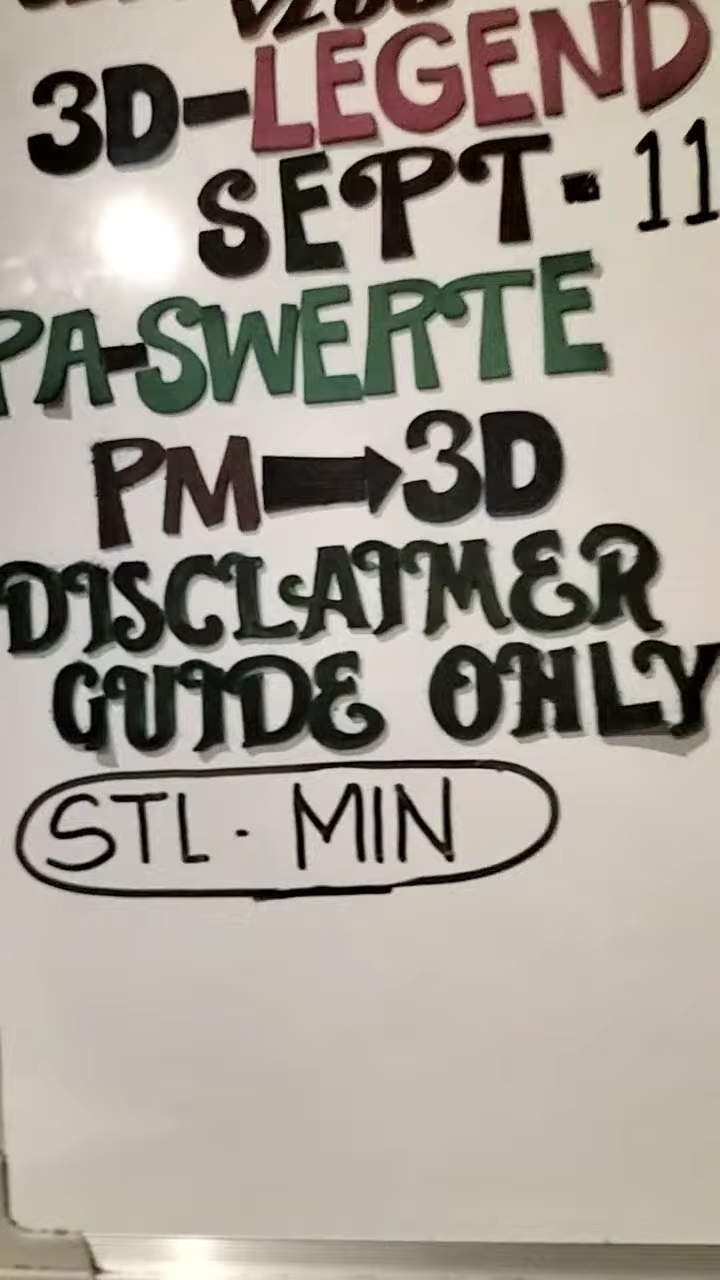 3D-LEGEND
SEPT-11
PA-SWERTE
PM→3D
DISCLAIMER
GUIDE ONLY
STL. MIN